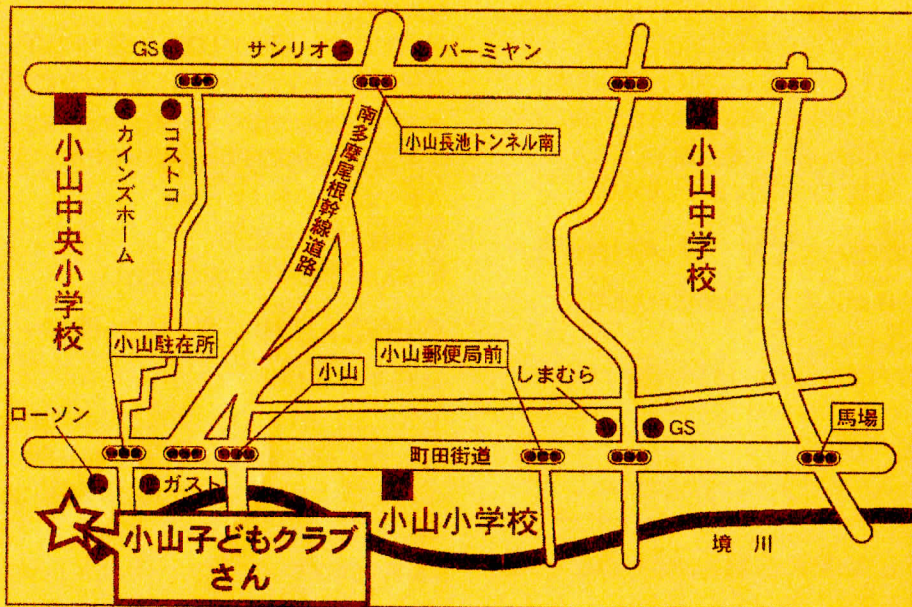 GS
サンリオ
バーミヤン
小山長池トンネル南
南多摩尾根幹線道路
コストコ
カインズホーム
小山中央小学校
小山中学校
小山駐在所
小山
小山郵便局前
しまむら
GS
馬場
ローソン
町田街道
ガスト
小山小学校
小山子どもクラブ
さん
境川